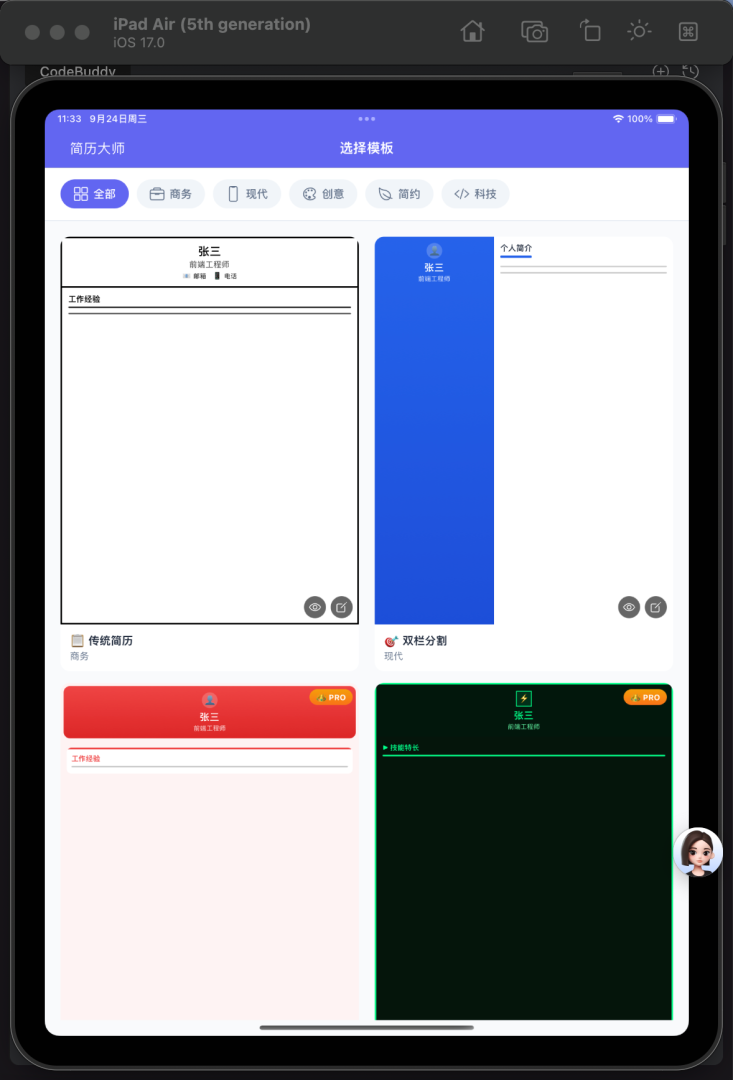 iPad Air (5th generation)
iOS 17.0
CodeBuddy
11:33 9月24日周三
100%
简历大师
选择模板
全部
商务
现代
创意
简约
</> 科技
张三
前端工程师
邮箱 电话
工作经验
传统简历
商务
张三
前端工程师
个人简介
双栏分割
现代
PRO
张三
前端工程师
工作经验
PRO
张三
前端工程师
技能特长